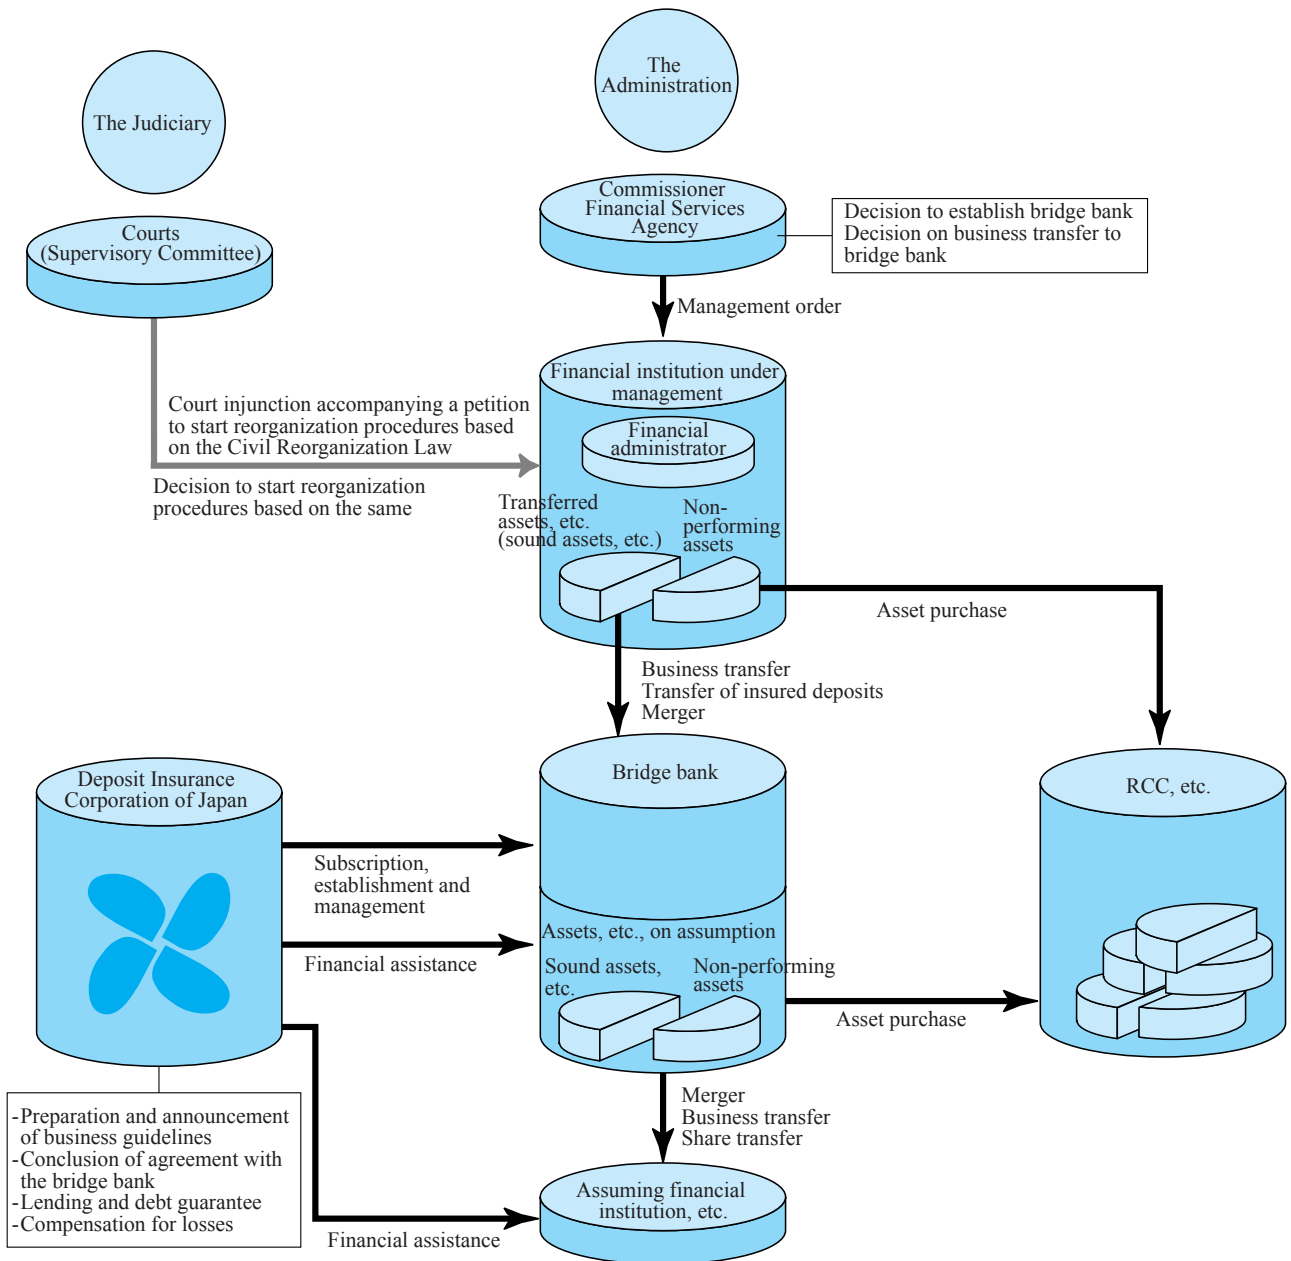 The Judiciary
The
Administration
Courts
(Supervisory Committee)
Commissioner
Financial Services
Agency
Decision to establish bridge bank
Decision on business transfer to
bridge bank
Management order
Financial institution under
management
Financial
administrator
Court injunction accompanying a petition
to start reorganization procedures based
on the Civil Reorganization Law
Decision to start reorganization
procedures based on the same
Transferred
assets, etc.
(sound assets, etc.)
Non-
performing
assets
Asset purchase
Business transfer
Transfer of insured deposits
Merger
Deposit Insurance
Corporation of Japan
Bridge bank
RCC, etc.
Subscription,
establishment and
management
Assets, etc., on assumption
Financial assistance
Sound assets,
etc.
Non-performing
assets
Asset purchase
-Preparation and announcement
of business guidelines
-Conclusion of agreement with
the bridge bank
-Lending and debt guarantee
-Compensation for losses
Merger
Business transfer
Share transfer
Assuming financial
institution, etc.
Financial assistance